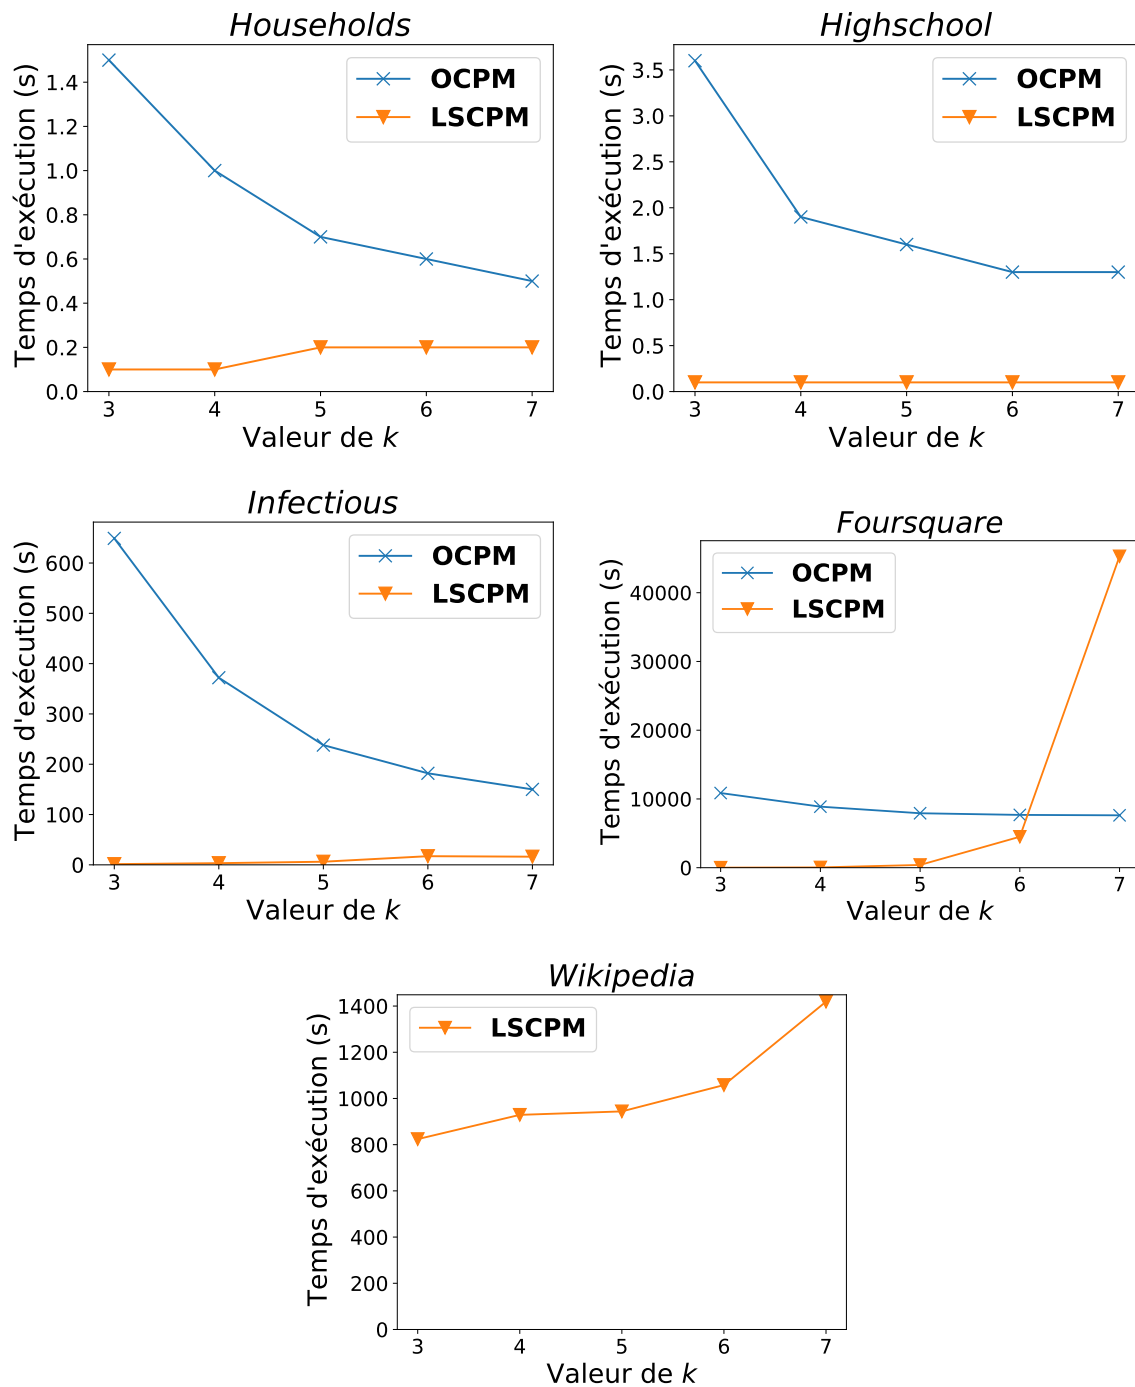 Households
Temps d'exécution (s)
1.4
1.2
1.0
0.8
0.6
0.4
0.2
0.0
OCPM
LSCPM
3 4 5 6 7
Valeur de k
Highschool
Temps d'exécution (s)
3.5
3.0
2.5
2.0
1.5
1.0
0.5
0.0
OCPM
LSCPM
3 4 5 6 7
Valeur de k
Infectious
Temps d'exécution (s)
600
500
400
300
200
100
0
OCPM
LSCPM
3 4 5 6 7
Valeur de k
Foursquare
Temps d'exécution (s)
40000
30000
20000
10000
0
OCPM
LSCPM
3 4 5 6 7
Valeur de k
Wikipedia
Temps d'exécution (s)
1400
1200
1000
800
600
400
200
0
LSCPM
3 4 5 6 7
Valeur de k